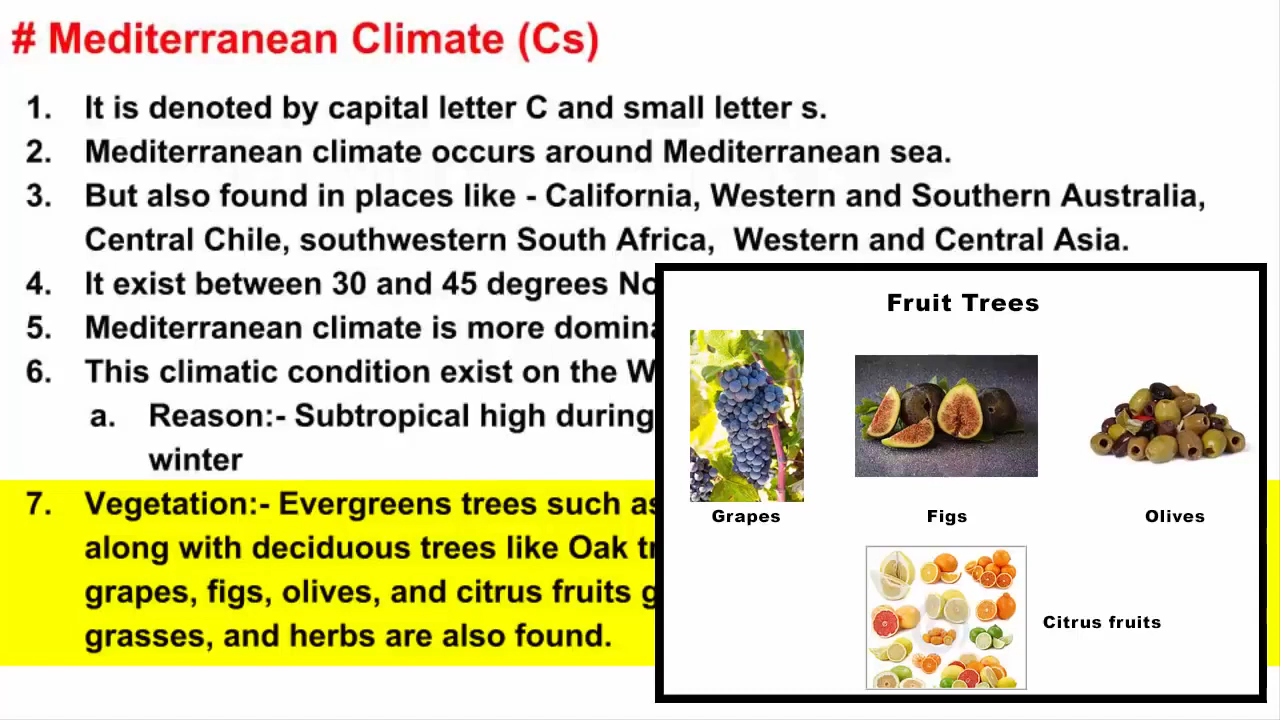 # Mediterranean Climate (Cs)
1. It is denoted by capital letter C and small letter s.
2. Mediterranean climate occurs around Mediterranean sea.
3. But also found in places like - California, Western and Southern Australia,
Central Chile, southwestern South Africa, Western and Central Asia.
4. It exist between 30 and 45 degrees
5. Mediterranean climate is more
6. This climatic condition exist on the
a. Reason:- Subtropical high during
winter
7. Vegetation:- Evergreens trees such as
along with deciduous trees like Oak
grapes, figs, olives, and citrus fruits
grasses, and herbs are also found.
Fruit Trees
Grapes
Figs
Olives
Citrus fruits